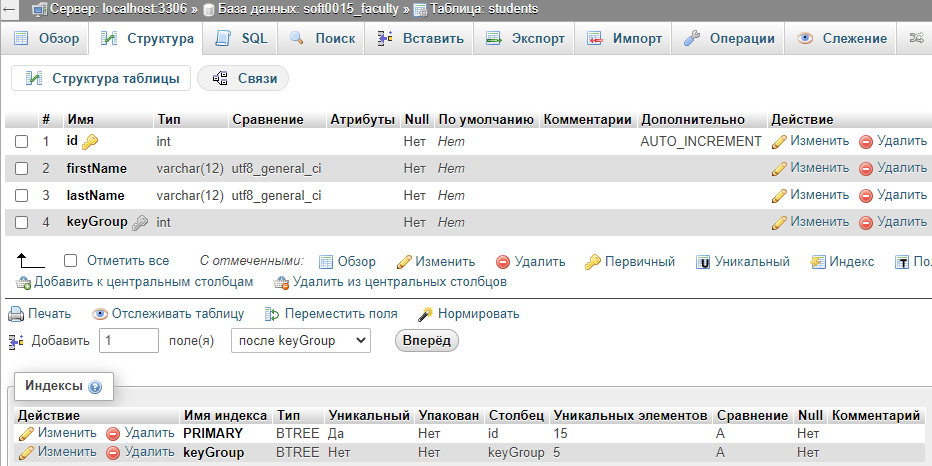 ← Сервер: localhost:3306 » База данных: soft0015_faculty » Таблица: students
Обзор Структура SQL Поиск Вставить Экспорт Импорт Операции Слежение
Структура таблицы Связи
# Имя Тип Сравнение Атрибуты Null По умолчанию Комментарии Дополнительно Действие
1 id int Нет Нет AUTO_INCREMENT Изменить Удалить
2 firstName varchar(12) utf8_general_ci Нет Нет Изменить Удалить
3 lastName varchar(12) utf8_general_ci Нет Нет Изменить Удалить
4 keyGroup int Нет Нет Изменить Удалить
Отметить все С отмеченными: Обзор Изменить Удалить Первичный U Уникальный Индекс T По
Добавить к центральным столбцам Удалить из центральных столбцов
Печать Отслеживать таблицу Переместить поля Нормировать
Добавить 1 поле(я) после keyGroup Вперёд
Индексы
Действие Имя индекса Тип Уникальный Упакован Столбец Уникальных элементов Сравнение Null Комментарий
Изменить Удалить PRIMARY BTREE Да Нет id 15 A Нет
Изменить Удалить keyGroup BTREE Нет Нет keyGroup 5 A Нет